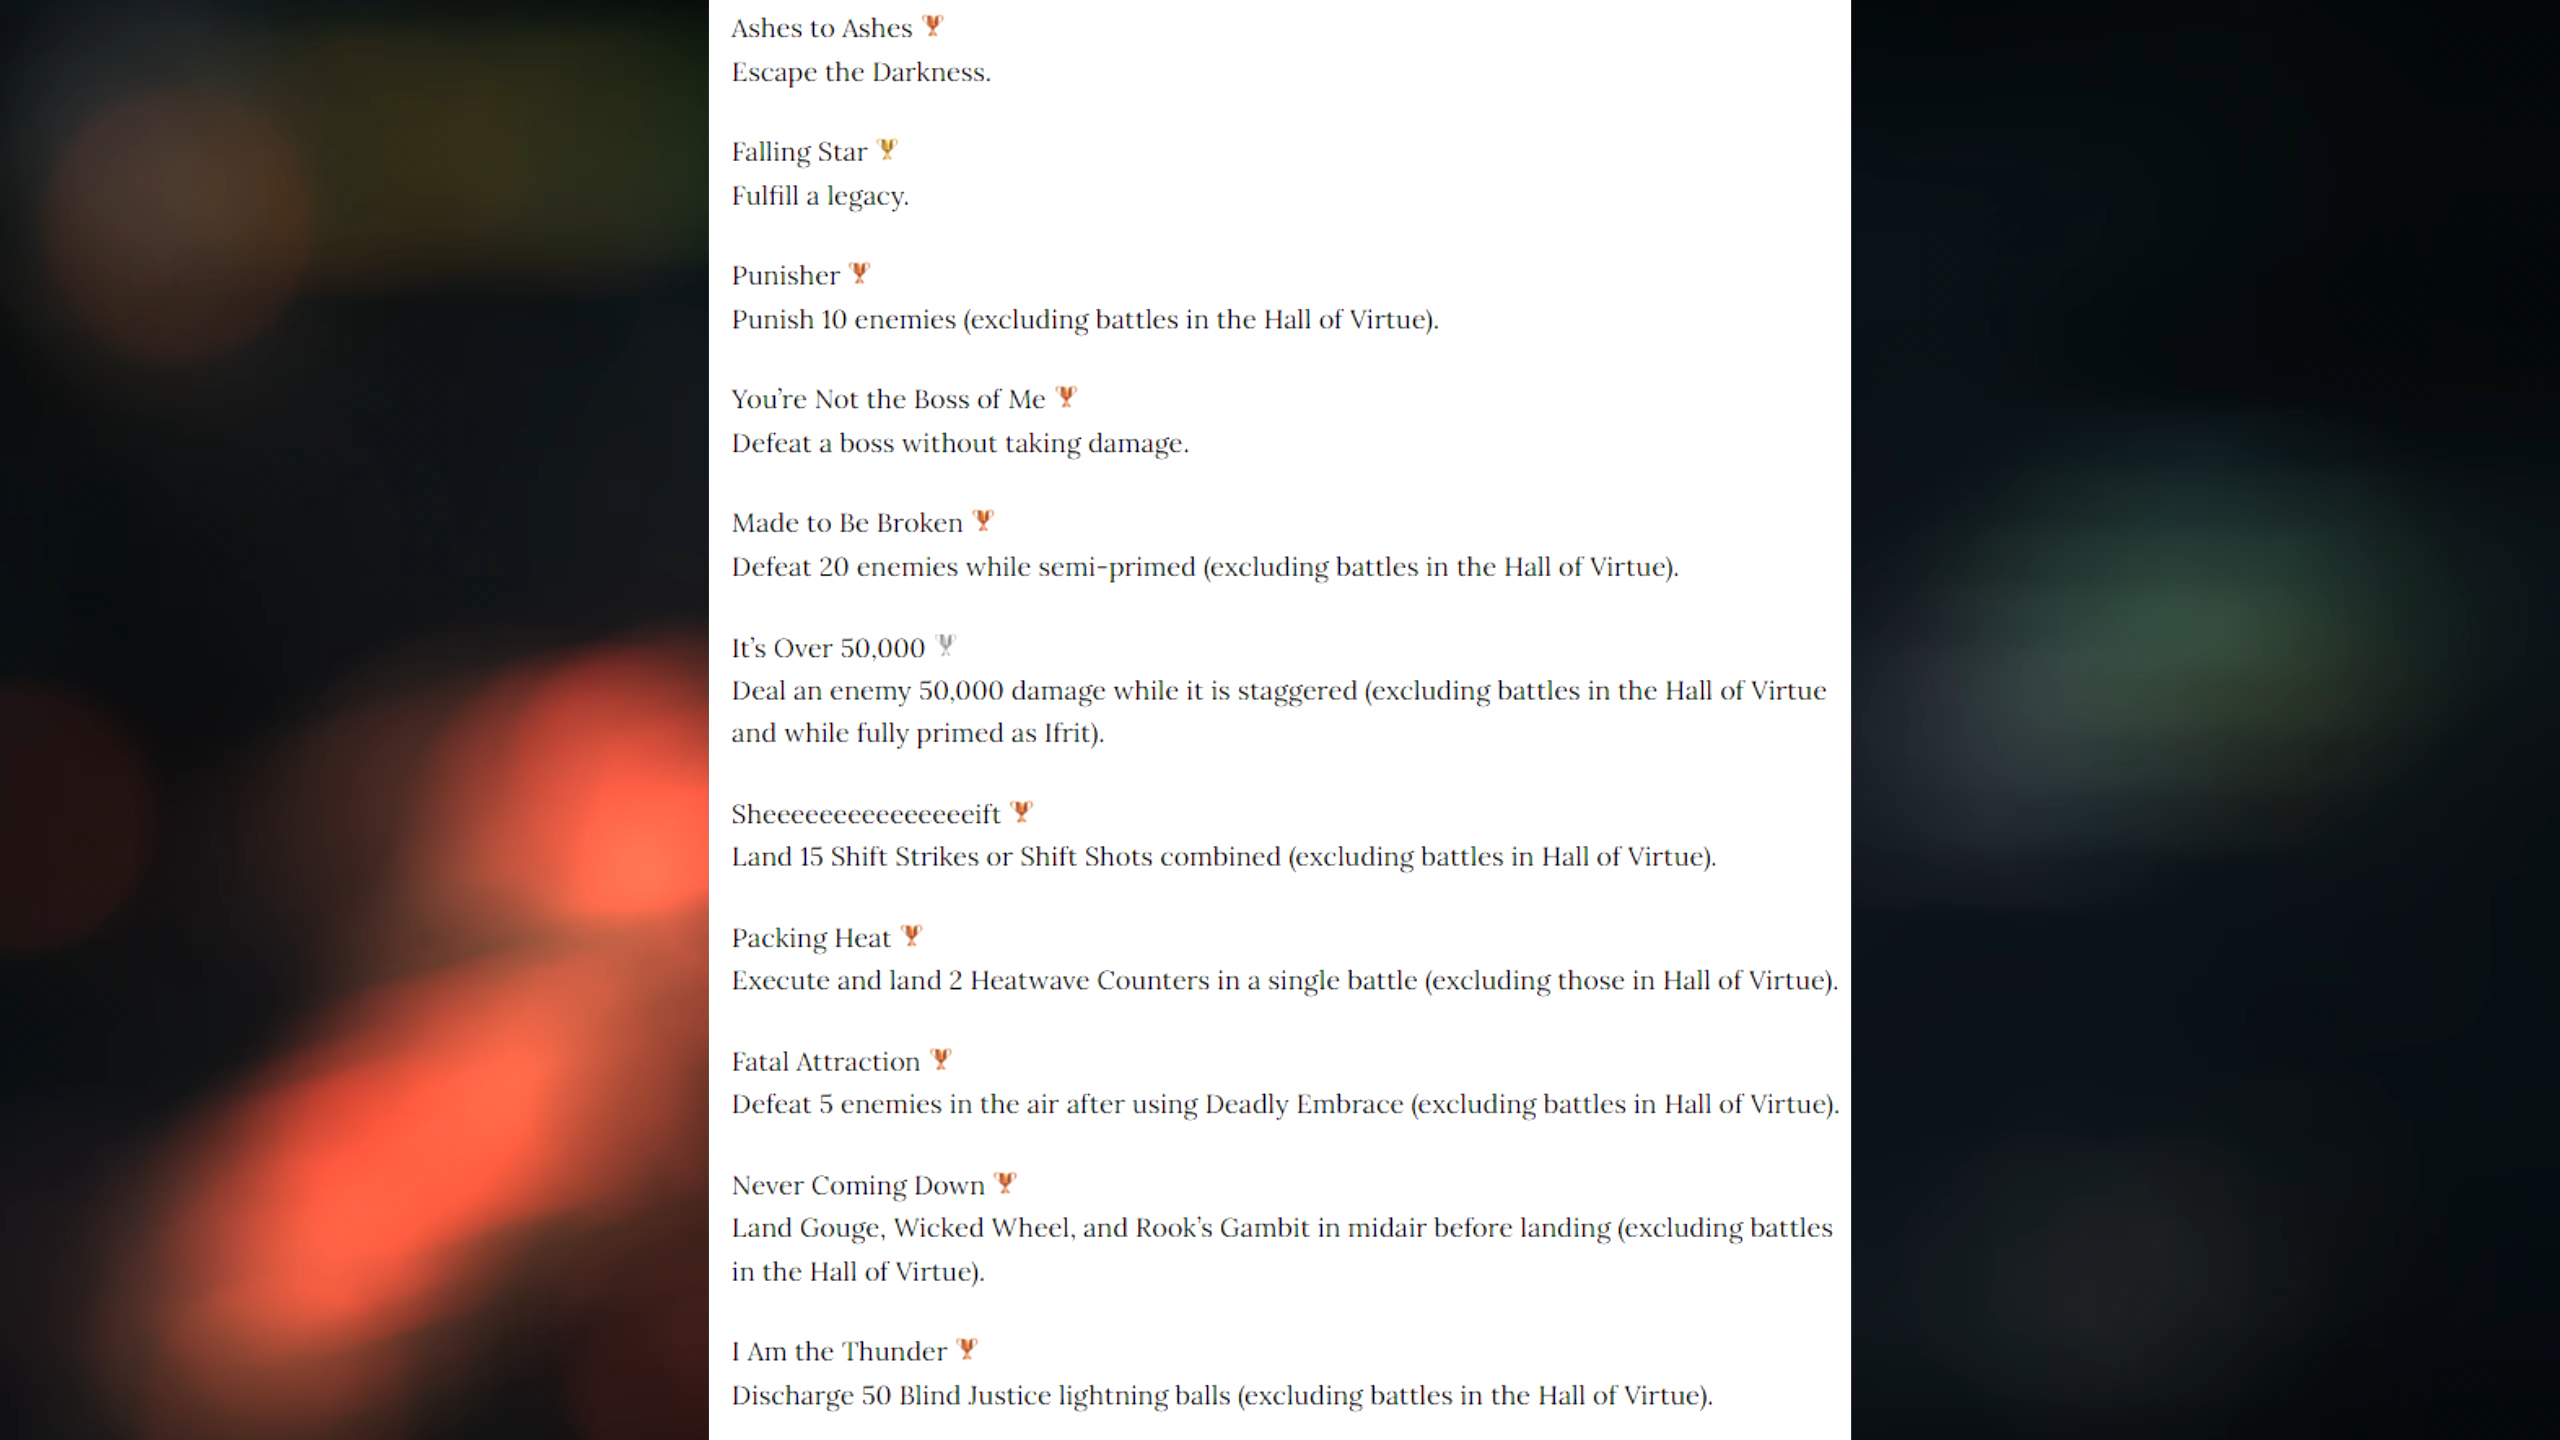 Ashes to Ashes
Escape the Darkness.
Falling Star
Fulfill a legacy.
Punisher
Punish 10 enemies (excluding battles in the Hall of Virtue).
You’re Not the Boss of Me
Defeat a boss without taking damage.
Made to Be Broken
Defeat 20 enemies while semi-primed (excluding battles in the Hall of Virtue).
It’s Over 50,000
Deal an enemy 50,000 damage while it is staggered (excluding battles in the Hall of Virtue
and while fully primed as Ifrit).
Sheeeeeeeeeeeeeeeift
Land 15 Shift Strikes or Shift Shots combined (excluding battles in Hall of Virtue).
Packing Heat
Execute and land 2 Heatwave Counters in a single battle (excluding those in Hall of Virtue).
Fatal Attraction
Defeat 5 enemies in the air after using Deadly Embrace (excluding battles in Hall of Virtue).
Never Coming Down
Land Gouge, Wicked Wheel, and Rook’s Gambit in midair before landing (excluding battles
in the Hall of Virtue).
I Am the Thunder
Discharge 50 Blind Justice lightning balls (excluding battles in the Hall of Virtue).